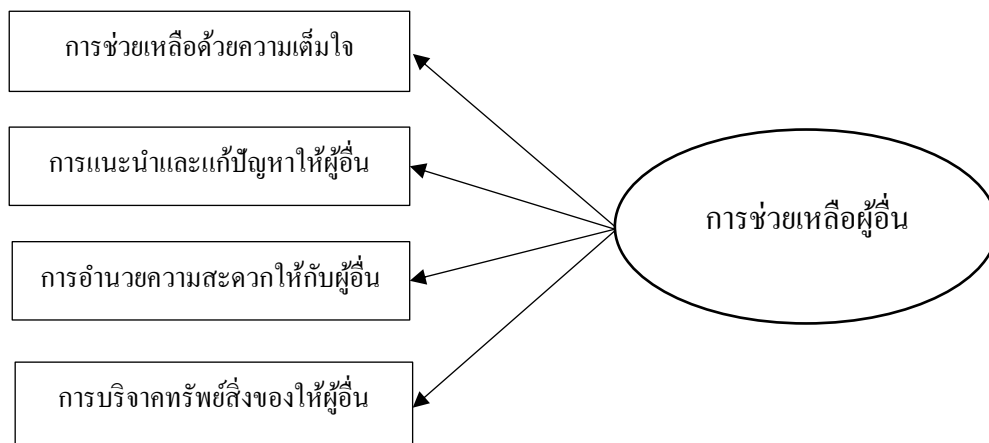 การช่วยเหลือด้วยความเต็มใจ
การแนะนำและแก้ปัญหาให้ผู้อื่น
การช่วยเหลือผู้อื่น
การอำนวยความสะดวกให้กับผู้อื่น
การบริจาคทรัพย์สิ่งของให้ผู้อื่น